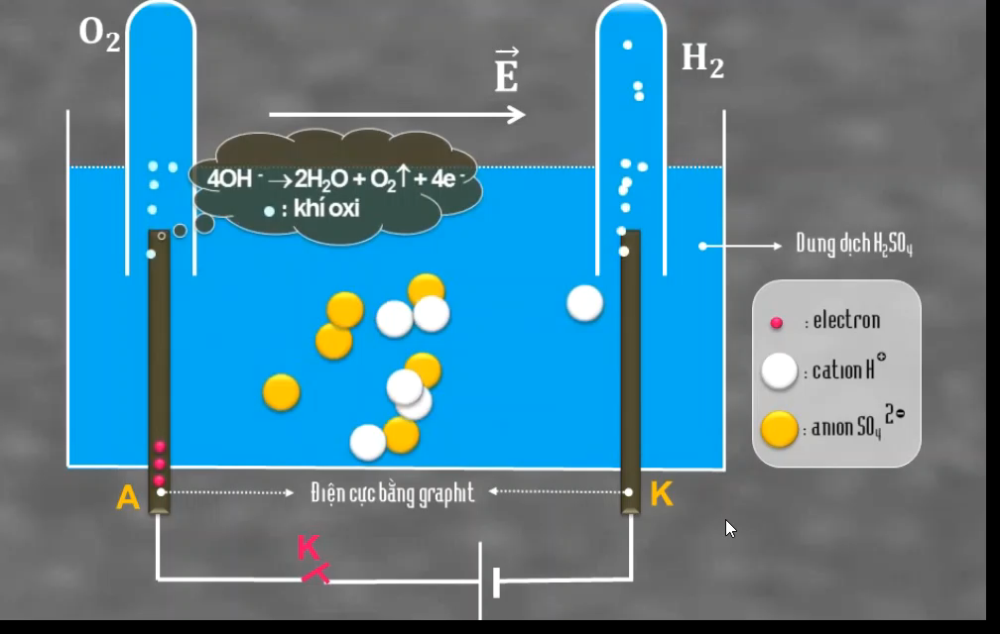 O₂
E⃗
H₂
4OH⁻ →2H₂O + O₂↑+ 4e⁻
: khí oxi
Dung dịch H₂SO₄
: electron
: cation H⊕
: anion SO₄²⊖
A
Điện cực bằng graphit
K
K